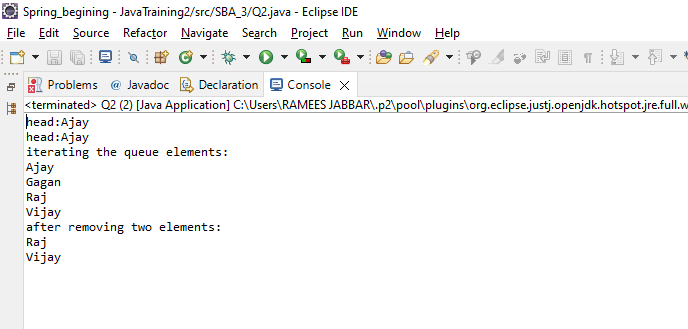 Spring_begining - JavaTraining2/src/SBA_3/Q2.java - Eclipse IDE
File Edit Source Refactor Navigate Search Project Run Window Help
Problems @ Javadoc Declaration Console
<terminated> Q2 (2) [Java Application] C:\Users\RAMEES JABBAR\.p2\pool\plugins\org.eclipse.justj.openjdk.hotspot.jre.full.w
head:Ajay
head:Ajay
iterating the queue elements:
Ajay
Gagan
Raj
Vijay
after removing two elements:
Raj
Vijay